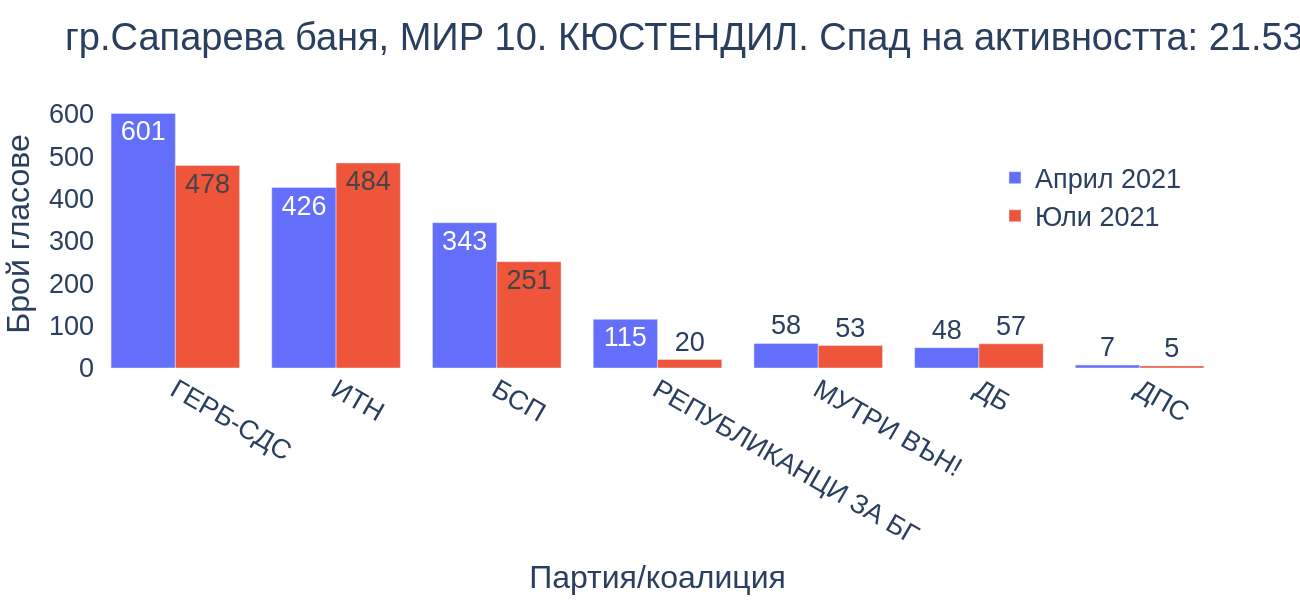 гр.Сапарева баня, МИР 10. КЮСТЕНДИЛ. Спад на активността: 21.53
Брой гласове
600
500
400
300
200
100
0
601
478
426
484
343
251
115
20
58
53
48
57
7
5
Април 2021
Юли 2021
ГЕРБ-СДС
ИТН
БСП
РЕПУБЛИКАНЦИ ЗА БГ
МУТРИ ВЪН!
ДБ
ДПС
Партия/коалиция